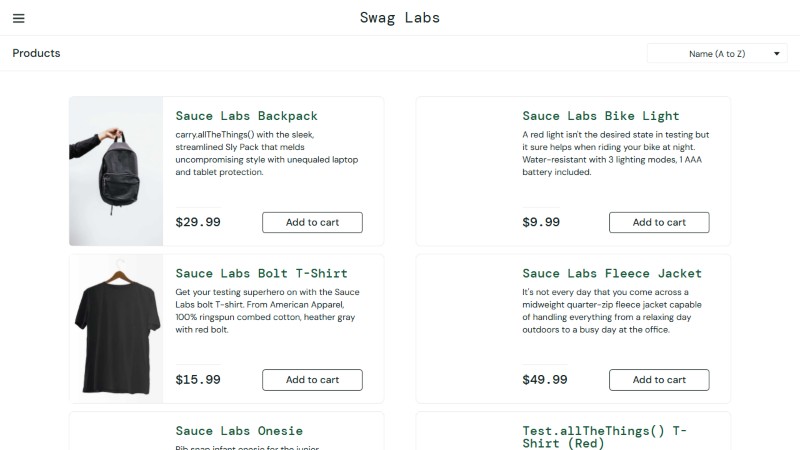 Swag Labs
Products
Name (A to Z)
Sauce Labs Backpack
carry.allTheThings() with the sleek,
streamlined Sly Pack that melds
uncompromising style with unequaled laptop
and tablet protection.
$29.99
Add to cart
Sauce Labs Bike Light
A red light isn't the desired state in testing but
it sure helps when riding your bike at night.
Water-resistant with 3 lighting modes, 1 AAA
battery included.
$9.99
Add to cart
Sauce Labs Bolt T-Shirt
Get your testing superhero on with the Sauce
Labs bolt T-shirt. From American Apparel,
100% ringspun combed cotton, heather gray
with red bolt.
$15.99
Add to cart
Sauce Labs Fleece Jacket
It's not every day that you come across a
midweight quarter-zip fleece jacket capable
of handling everything from a relaxing day
outdoors to a busy day at the office.
$49.99
Add to cart
Sauce Labs Onesie
Rib snap infant onesie for the junior
Test.allTheThings() T-
Shirt (Red)